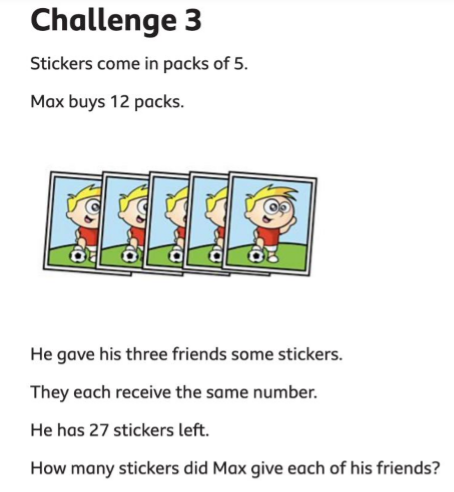 Challenge 3
Stickers come in packs of 5.
Max buys 12 packs.
He gave his three friends some stickers.
They each receive the same number.
He has 27 stickers left.
How many stickers did Max give each of his friends?